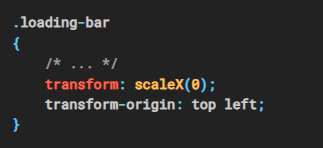 .loading-bar
{
    /* ... */
    transform: scaleX(0);
    transform-origin: top left;
}